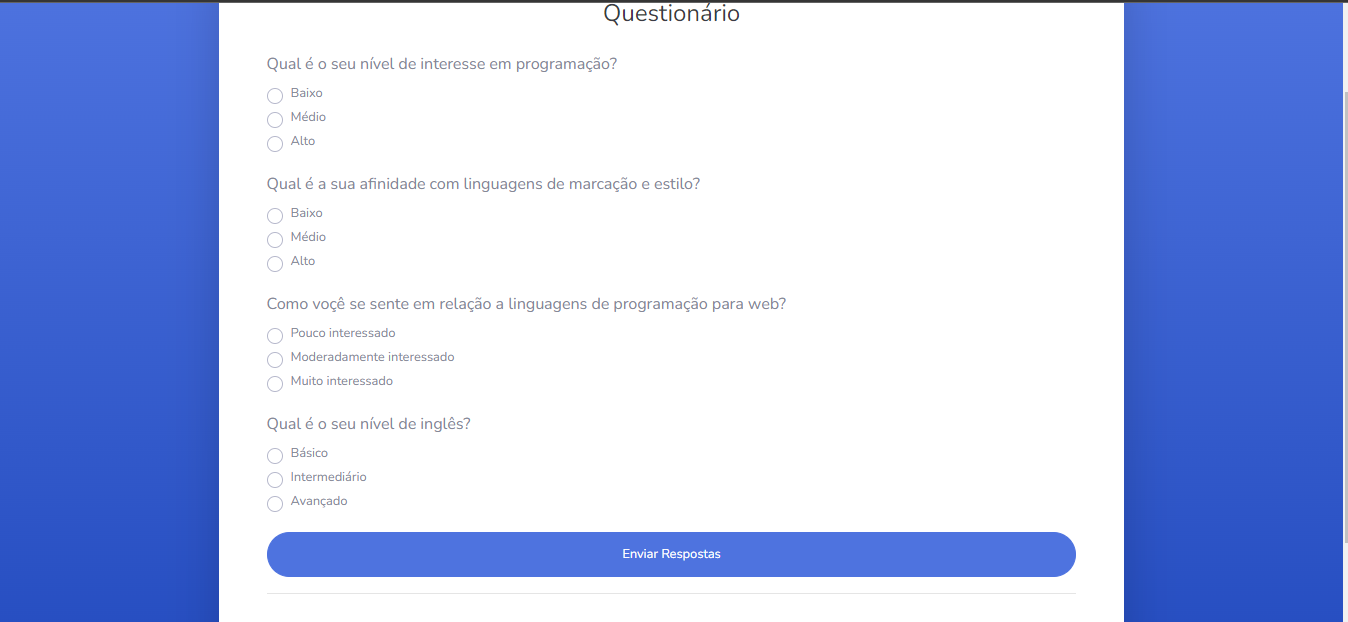 Questionário
Qual é o seu nível de interesse em programação?
Baixo
Médio
Alto
Qual é a sua afinidade com linguagens de marcação e estilo?
Baixo
Médio
Alto
Como voçê se sente em relação a linguagens de programação para web?
Pouco interessado
Moderadamente interessado
Muito interessado
Qual é o seu nível de inglês?
Básico
Intermediário
Avançado
Enviar Respostas